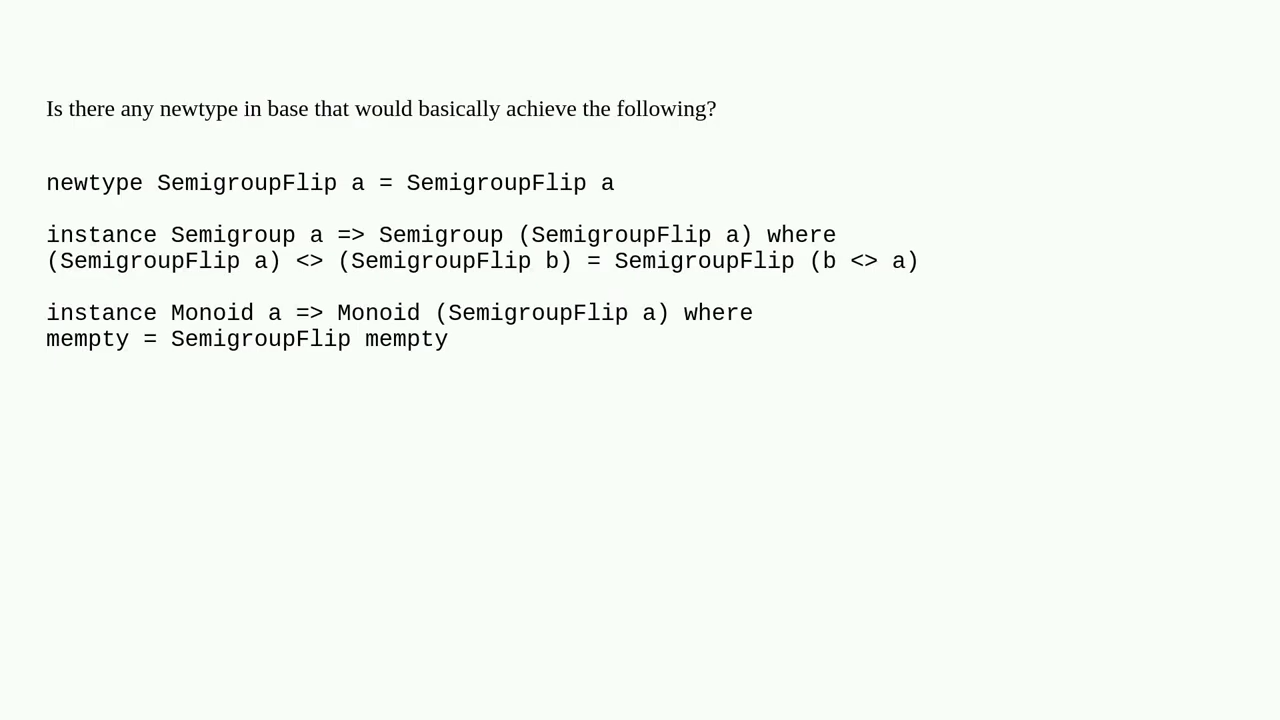 Is there any newtype in base that would basically achieve the following?
newtype SemigroupFlip a = SemigroupFlip a
instance Semigroup a => Semigroup (SemigroupFlip a) where
(SemigroupFlip a) <> (SemigroupFlip b) = SemigroupFlip (b <> a)
instance Monoid a => Monoid (SemigroupFlip a) where
mempty = SemigroupFlip mempty